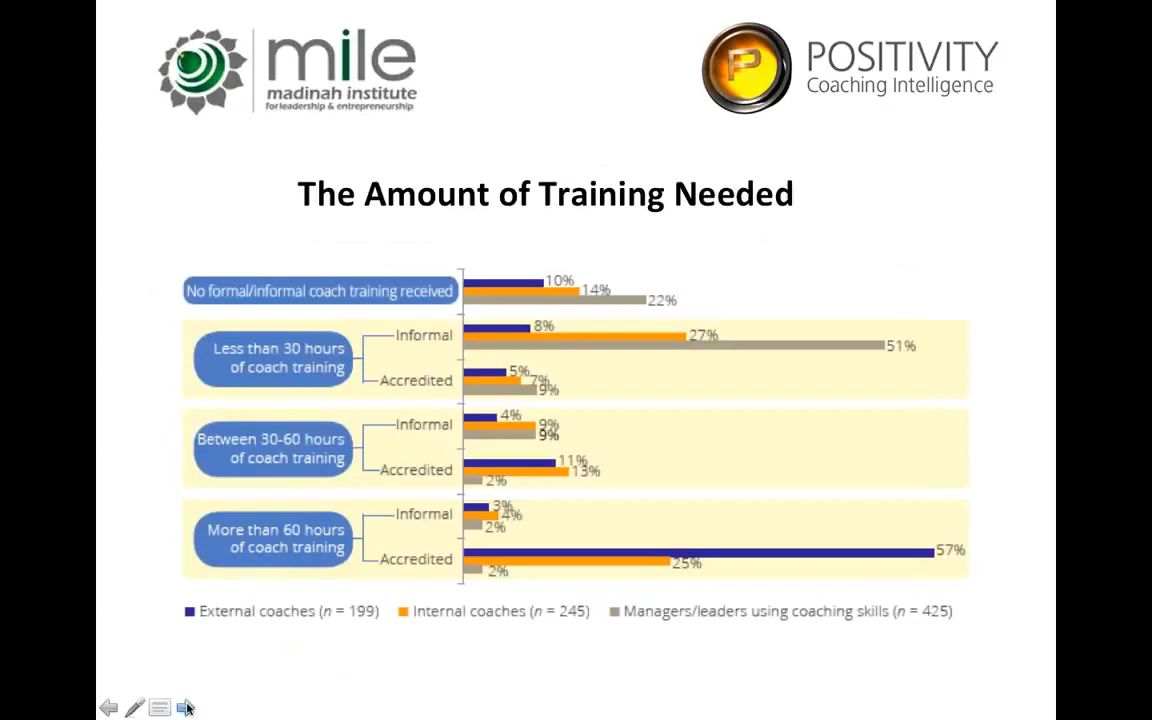 mile
madinah institute
for leadership & entrepreneurship
P
POSITIVITY
Coaching Intelligence
The Amount of Training Needed
No formal/informal coach training received
10%
14%
22%
Less than 30 hours
of coach training
Informal
8%
27%
51%
Accredited
5%
7%
9%
Between 30-60 hours
of coach training
Informal
4%
9%
9%
Accredited
11%
13%
2%
More than 60 hours
of coach training
Informal
3%
4%
2%
Accredited
57%
25%
2%
External coaches (n = 199) Internal coaches (n = 245) Managers/leaders using coaching skills (n = 425)